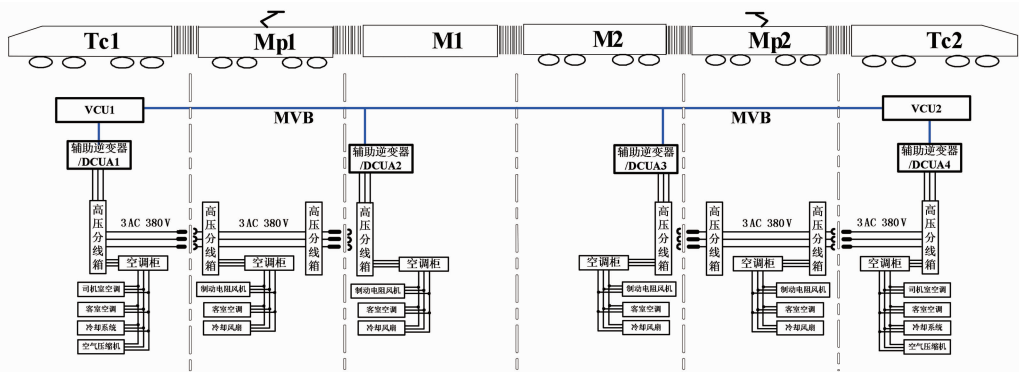 Tc1
Mp1
M1
M2
Mp2
Tc2
VCU1
VCU2
MVB
MVB
辅助逆变器
/DCUA1
辅助逆变器
/DCUA2
辅助逆变器
/DCUA3
辅助逆变器
/DCUA4
高压分线箱
3AC 380V
高压分线箱
3AC 380V
高压分线箱
高压分线箱
高压分线箱
高压分线箱
3AC 380V
高压分线箱
3AC 380V
高压分线箱
空调柜
空调柜
空调柜
空调柜
空调柜
空调柜
司机室空调
客室空调
冷却系统
空气压缩机
制动电阻风机
客室空调
冷却风扇
制动电阻风机
客室空调
冷却风扇
制动电阻风机
客室空调
冷却风扇
制动电阻风机
客室空调
冷却风扇
司机室空调
客室空调
冷却系统
空气压缩机